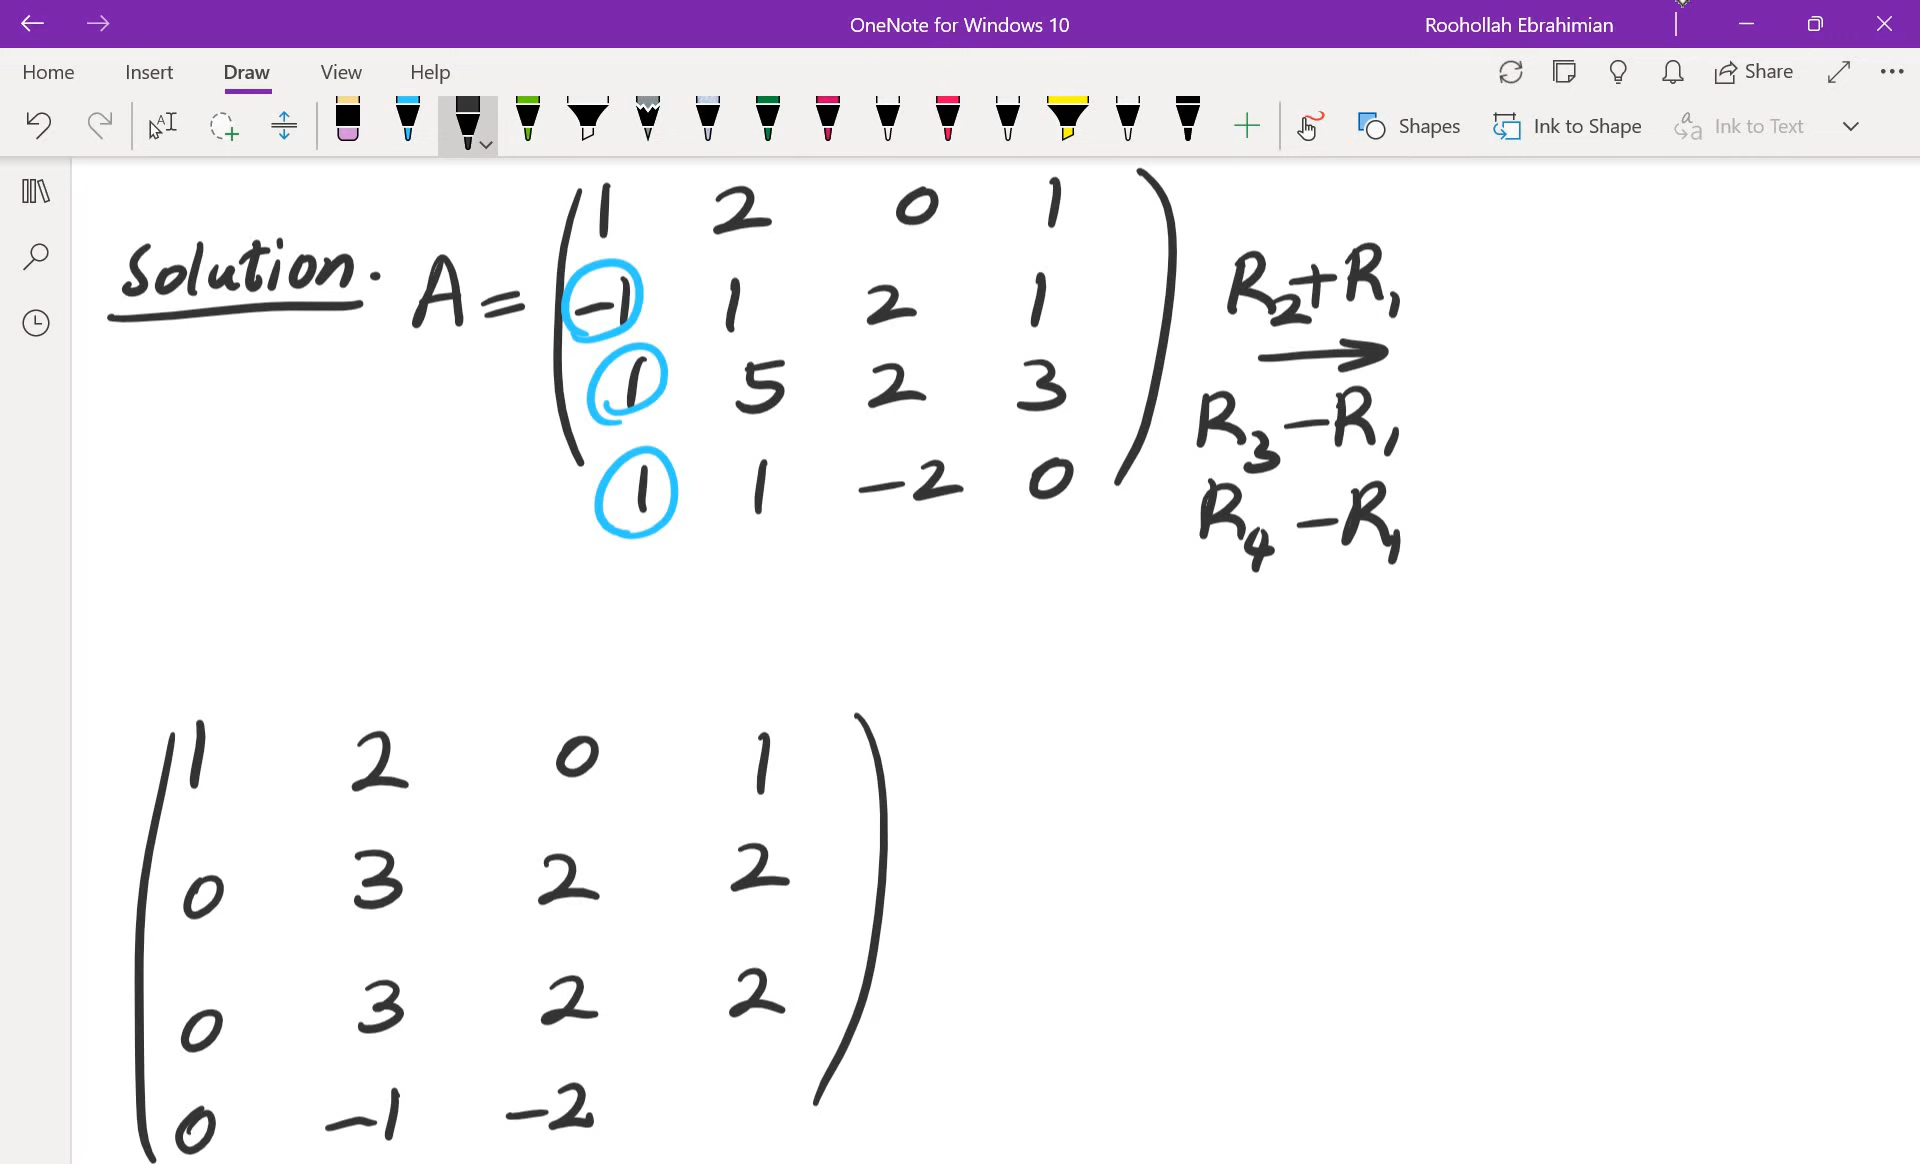 OneNote for Windows 10
Roohollah Ebrahimian
Home Insert Draw View Help
Share
Shapes Ink to Shape Ink to Text
1 2 0 1
Solution. A = -1 1 2 1 R2+R1
1 5 2 3 R3-R1
1 1 -2 0 R4-R1
1 2 0 1
0 3 2 2
0 3 2 2
0 -1 -2